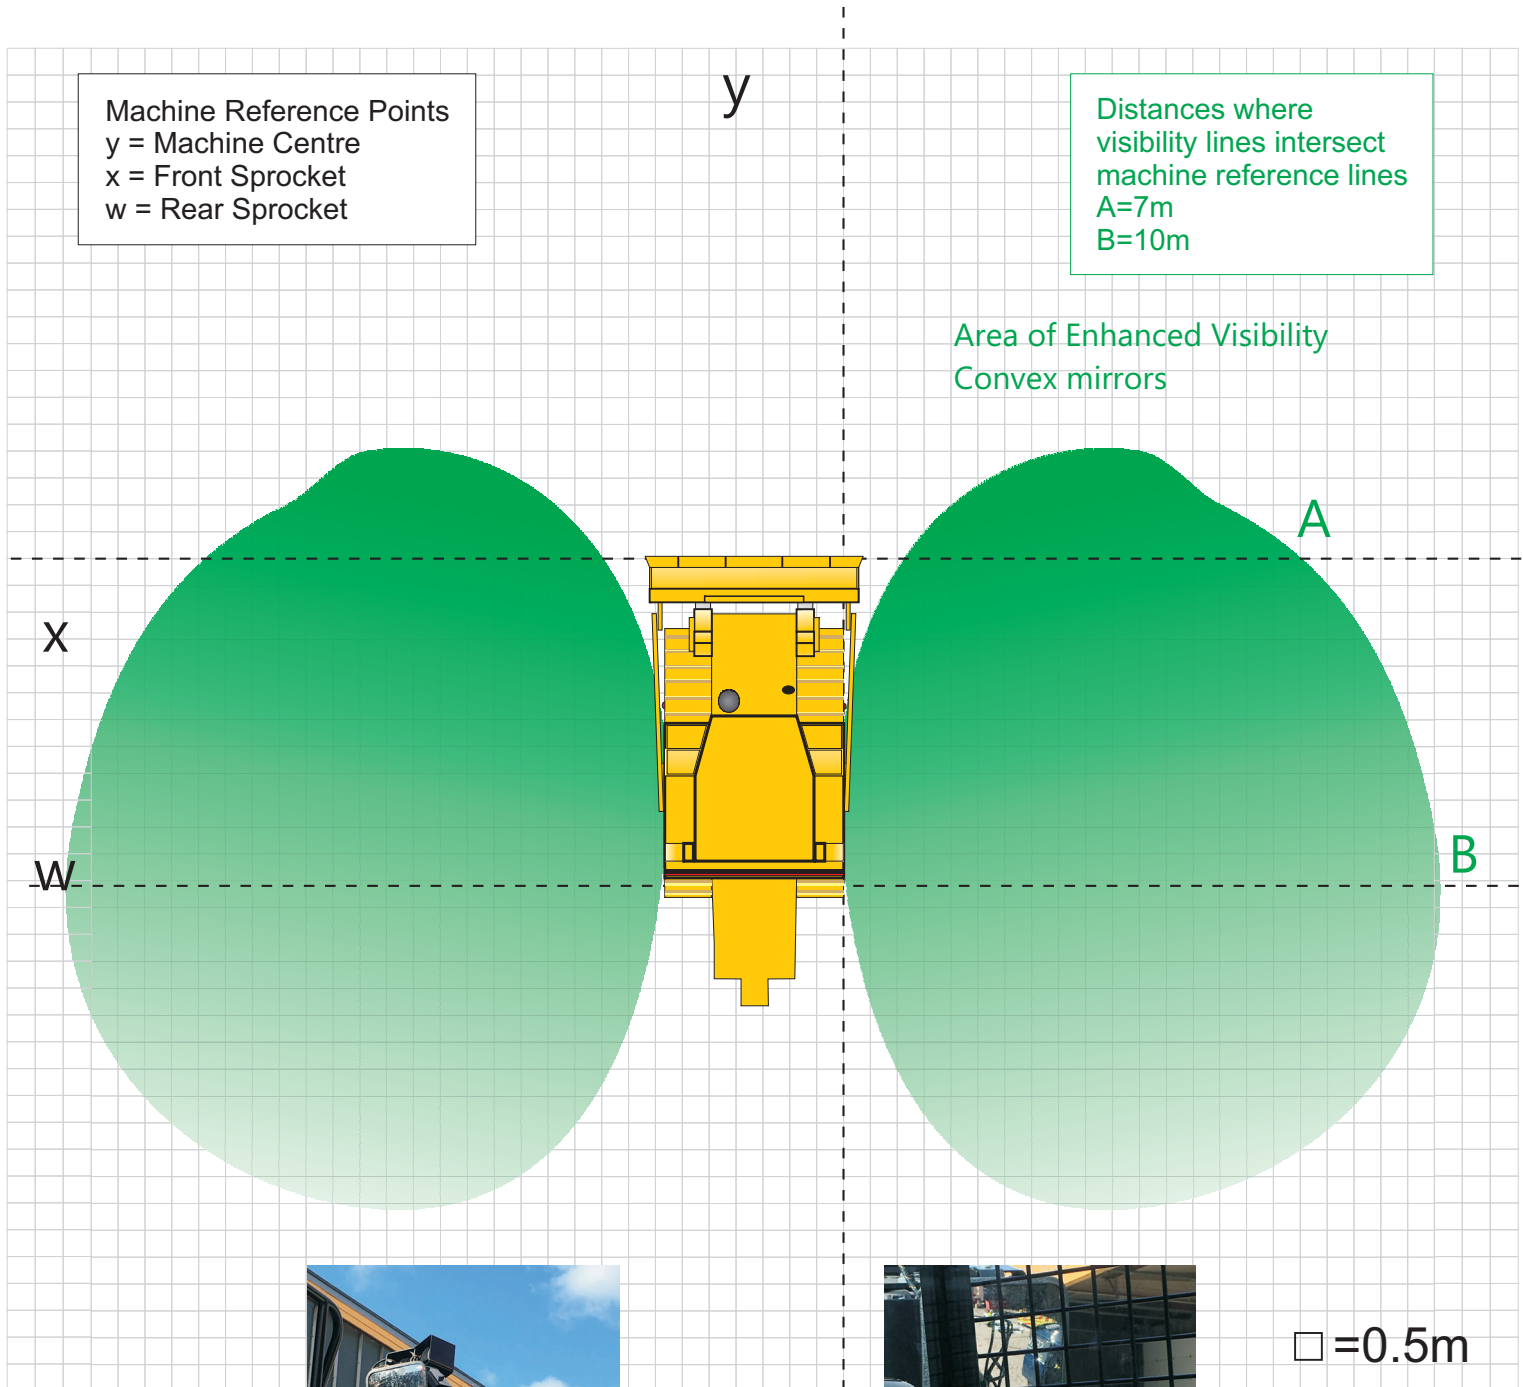 y
Machine Reference Points
y = Machine Centre
x = Front Sprocket
w = Rear Sprocket
Distances where
visibility lines intersect
machine reference lines
A=7m
B=10m
Area of Enhanced Visibility
Convex mirrors
A
x
B
w
=0.5m